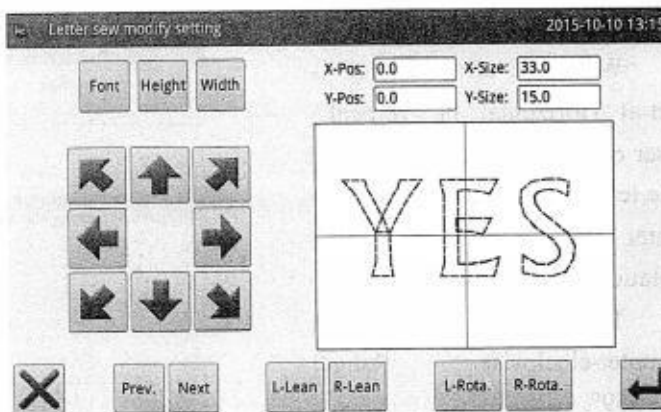 Letter sew modify setting 2015-10-10 13:15
Font Height Width
X-Pos: 0.0 X-Size: 33.0
Y-Pos: 0.0 Y-Size: 15.0
YES
Prev. Next L-Lean R-Lean L-Rota. R-Rota.